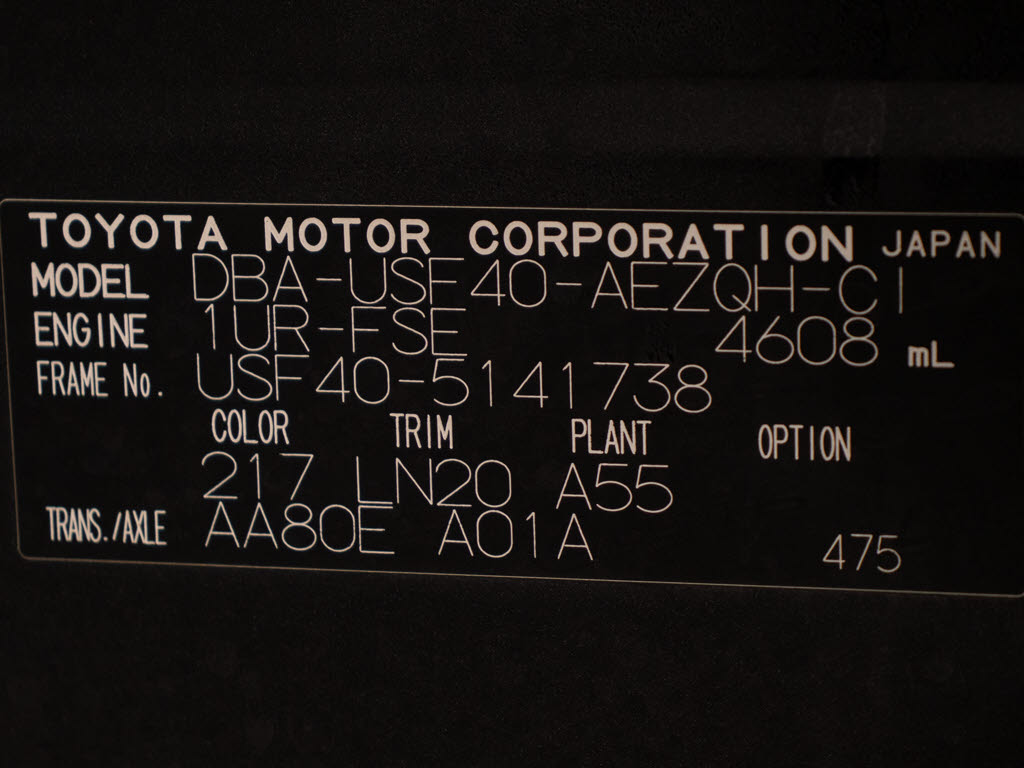 TOYOTA MOTOR CORPORATION JAPAN
MODEL DBA-USF40-AEZQH-C1
ENGINE 1UR-FSE 4608 mL
FRAME No. USF40-5141738
COLOR TRIM PLANT OPTION
217 LN20 A55
TRANS./AXLE AA80E A01A 475